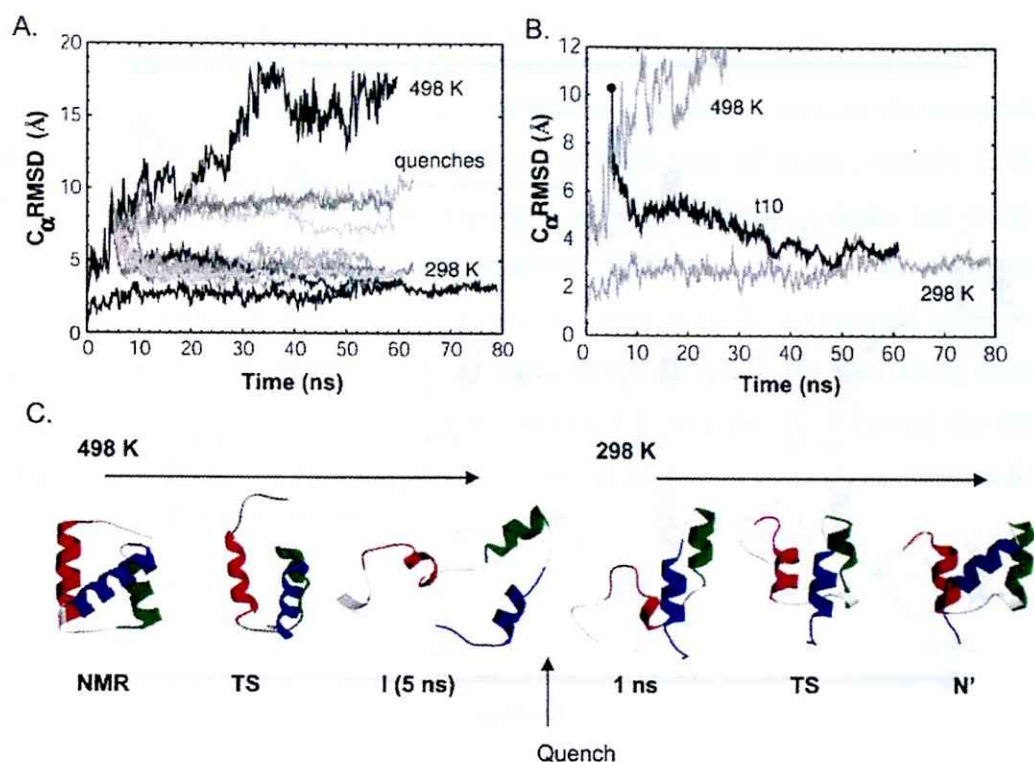 A.
20
15
10
5
0
CαRMSD (Å)
498 K
quenches
298 K
0 10 20 30 40 50 60 70 80
Time (ns)
B.
12
10
8
6
4
2
0
CαRMSD (Å)
498 K
t10
298 K
0 10 20 30 40 50 60 70 80
Time (ns)
C.
498 K
298 K
NMR TS I (5 ns) 1 ns TS N'
Quench